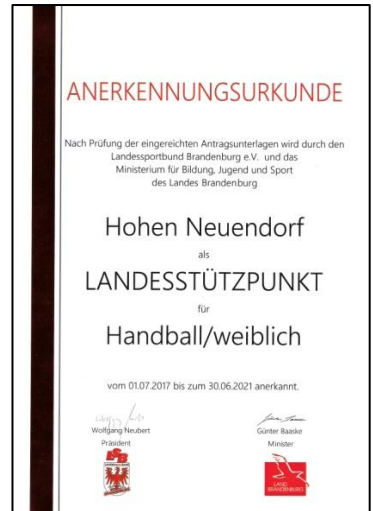 ANERKENNUNGSURKUNDE
Nach Prüfung der eingereichten Antragsunterlagen wird durch den
Landessportbund Brandenburg e.V. und das
Ministerium für Bildung, Jugend und Sport
des Landes Brandenburg
Hohen Neuendorf
als
LANDESSTÜTZPUNKT
für
Handball/weiblich
vom 01.07.2017 bis zum 30.06.2021 anerkannt.
Wolfgang Neubert
Präsident
LSB
Günter Baaske
Minister
LAND
BRANDENBURG